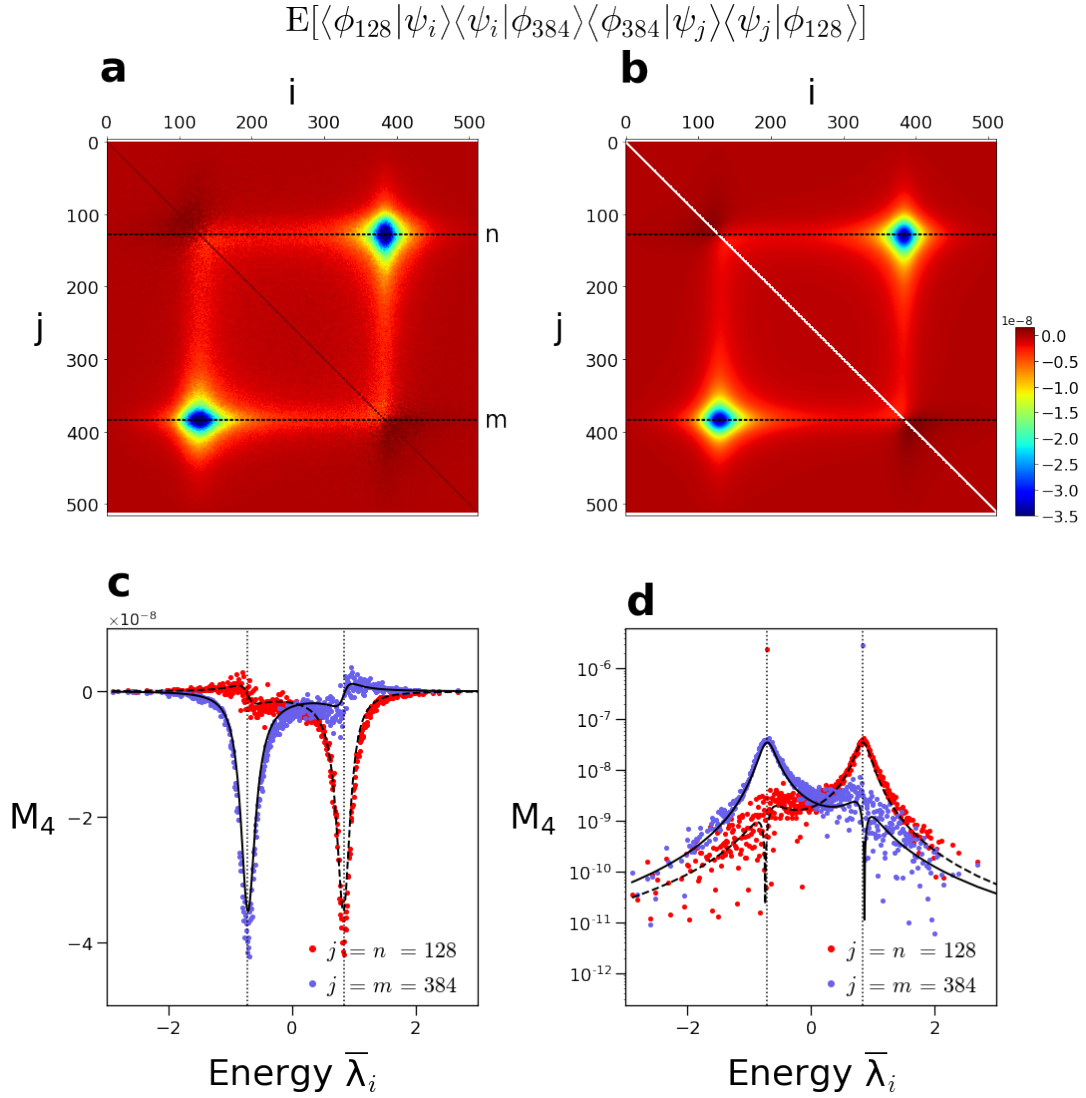 E[⟨ϕ₁₂₈|ψᵢ⟩⟨ψᵢ|ϕ₃₈₄⟩⟨ϕ₃₈₄|ψⱼ⟩⟨ψⱼ|ϕ₁₂₈⟩]
a
b
i
i
0 100 200 300 400 500
0 100 200 300 400 500
0
100
200
300
400
500
j
n
m
0
100
200
300
400
500
j
1e−8
0.0
−0.5
−1.0
−1.5
−2.0
−2.5
−3.0
−3.5
c
×10⁻⁸
0
−2
−4
M₄
j = n = 128
j = m = 384
−2 0 2
Energy λ̅ᵢ
d
10⁻⁶
10⁻⁷
10⁻⁸
10⁻⁹
10⁻¹⁰
10⁻¹¹
10⁻¹²
M₄
j = n = 128
j = m = 384
−2 0 2
Energy λ̅ᵢ